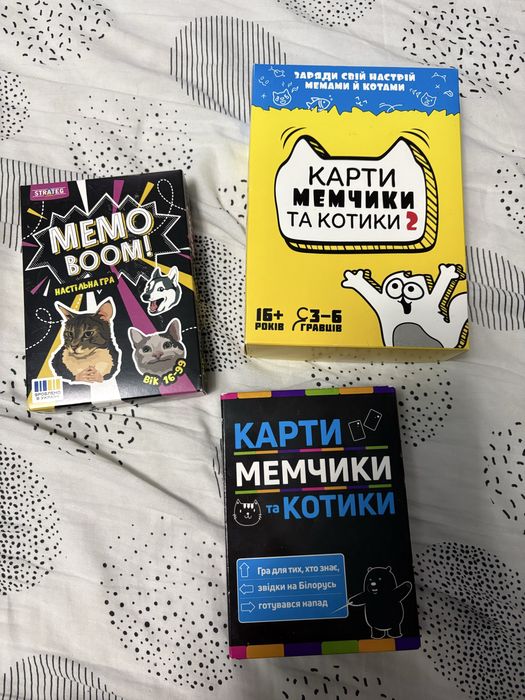 STRATEG
MEMO
BOOM!
НАСТІЛЬНА ГРА
ВІК 16-99
ВРОБЛЕНО
В УКРАЇНІ
ЗАРЯДИ СВІЙ НАСТРІЙ
МЕМАМИ Й КОТАМИ
КАРТИ
МЕМЧИКИ
ТА КОТИКИ 2
16+
РОКІВ
3–6
ГРАВЦІВ
КАРТИ
МЕМЧИКИ
та КОТИКИ
Гра для тих, хто знає,
звідки на Білорусь
готувався напад